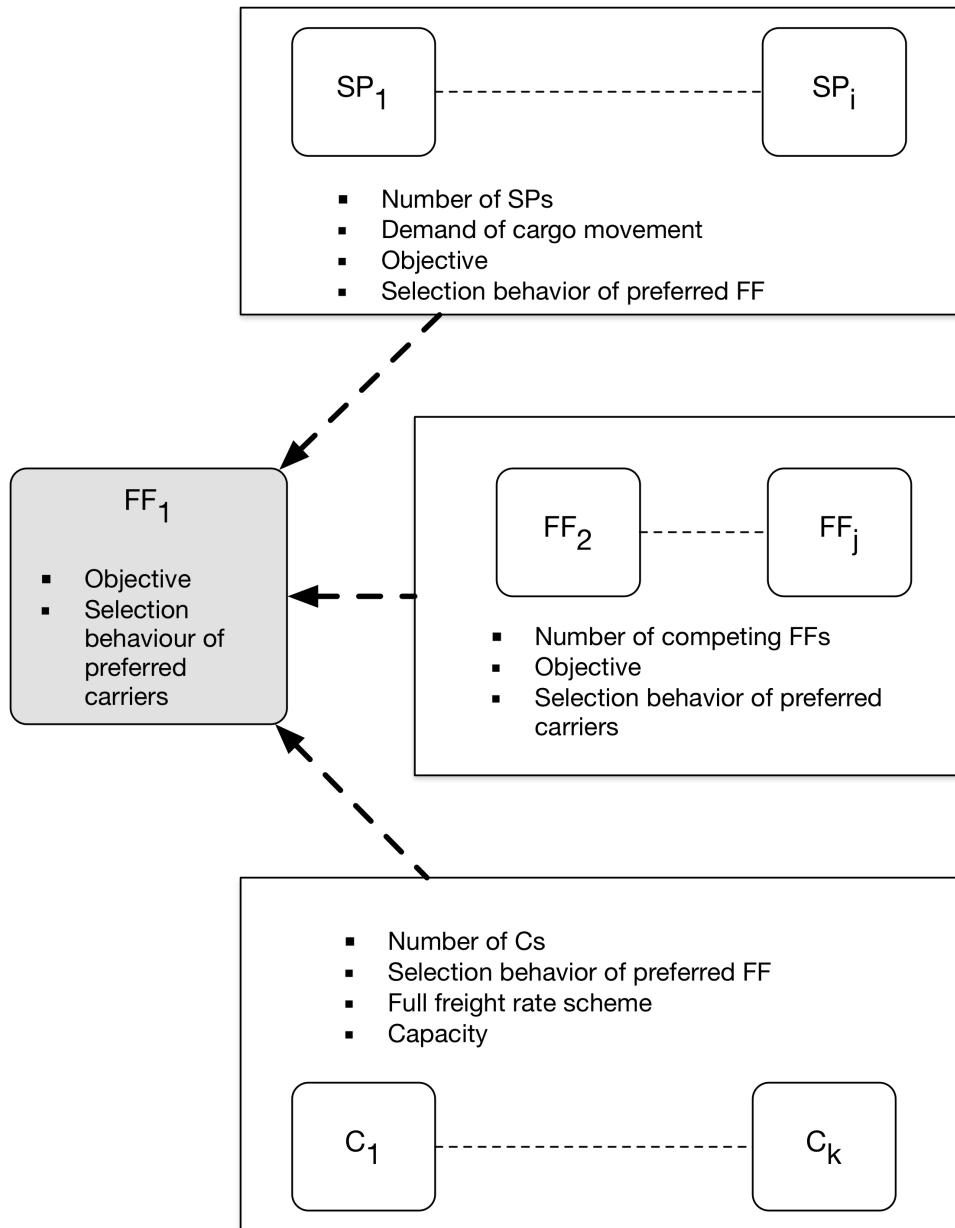 SP1 SPi
▪ Number of SPs
▪ Demand of cargo movement
▪ Objective
▪ Selection behavior of preferred FF
FF1
▪ Objective
▪ Selection
behaviour of
preferred
carriers
FF2 FFj
▪ Number of competing FFs
▪ Objective
▪ Selection behavior of preferred
carriers
▪ Number of Cs
▪ Selection behavior of preferred FF
▪ Full freight rate scheme
▪ Capacity
C1 Ck